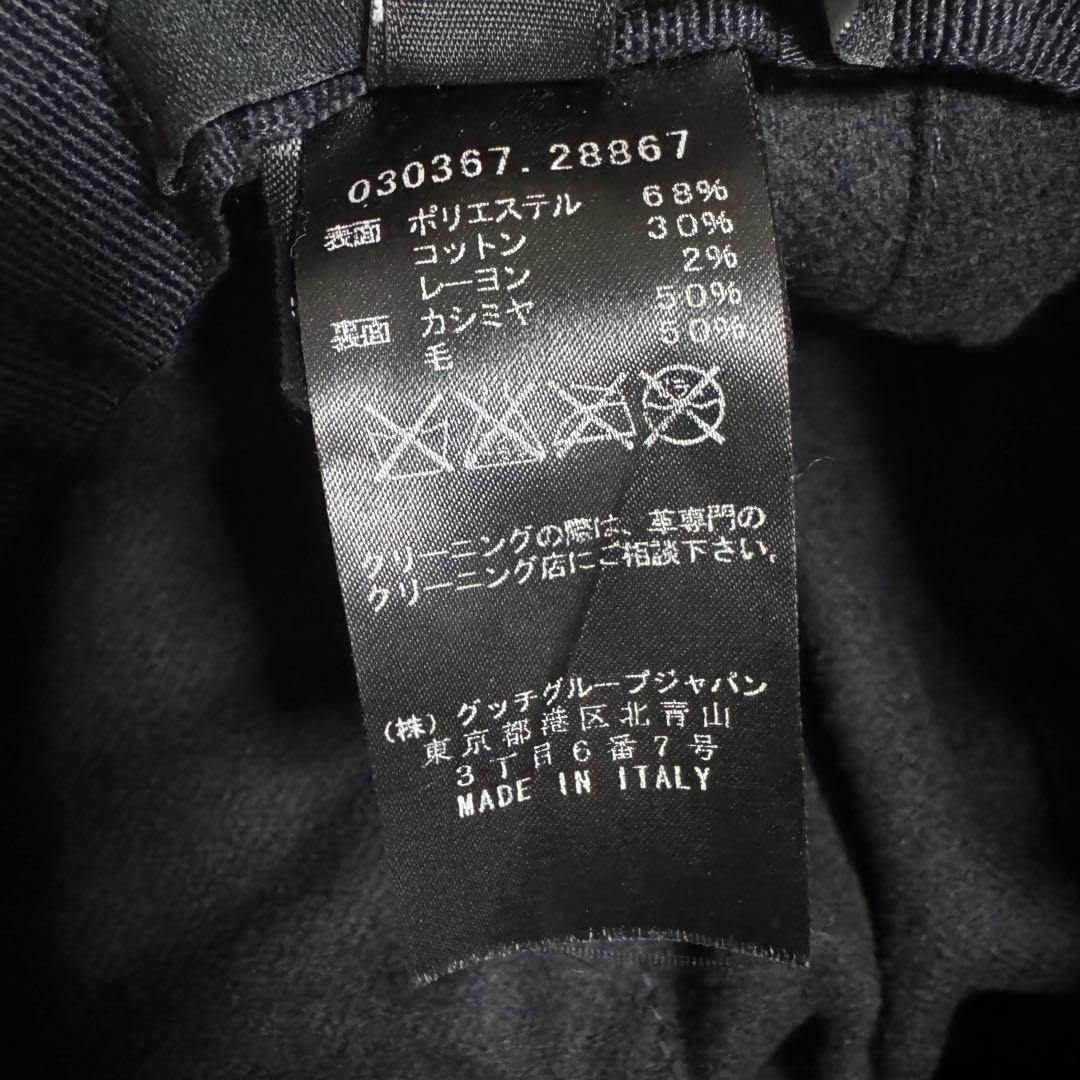 030367.28867
表面 ポリエステル 68%
コットン 30%
レーヨン 2%
裏面 カシミヤ 50%
毛 50%
クリーニングの際は、革専門の
クリーニング店にご相談下さい。
(株)グッチグループジャパン
東京都港区北青山
3丁目6番7号
MADE IN ITALY